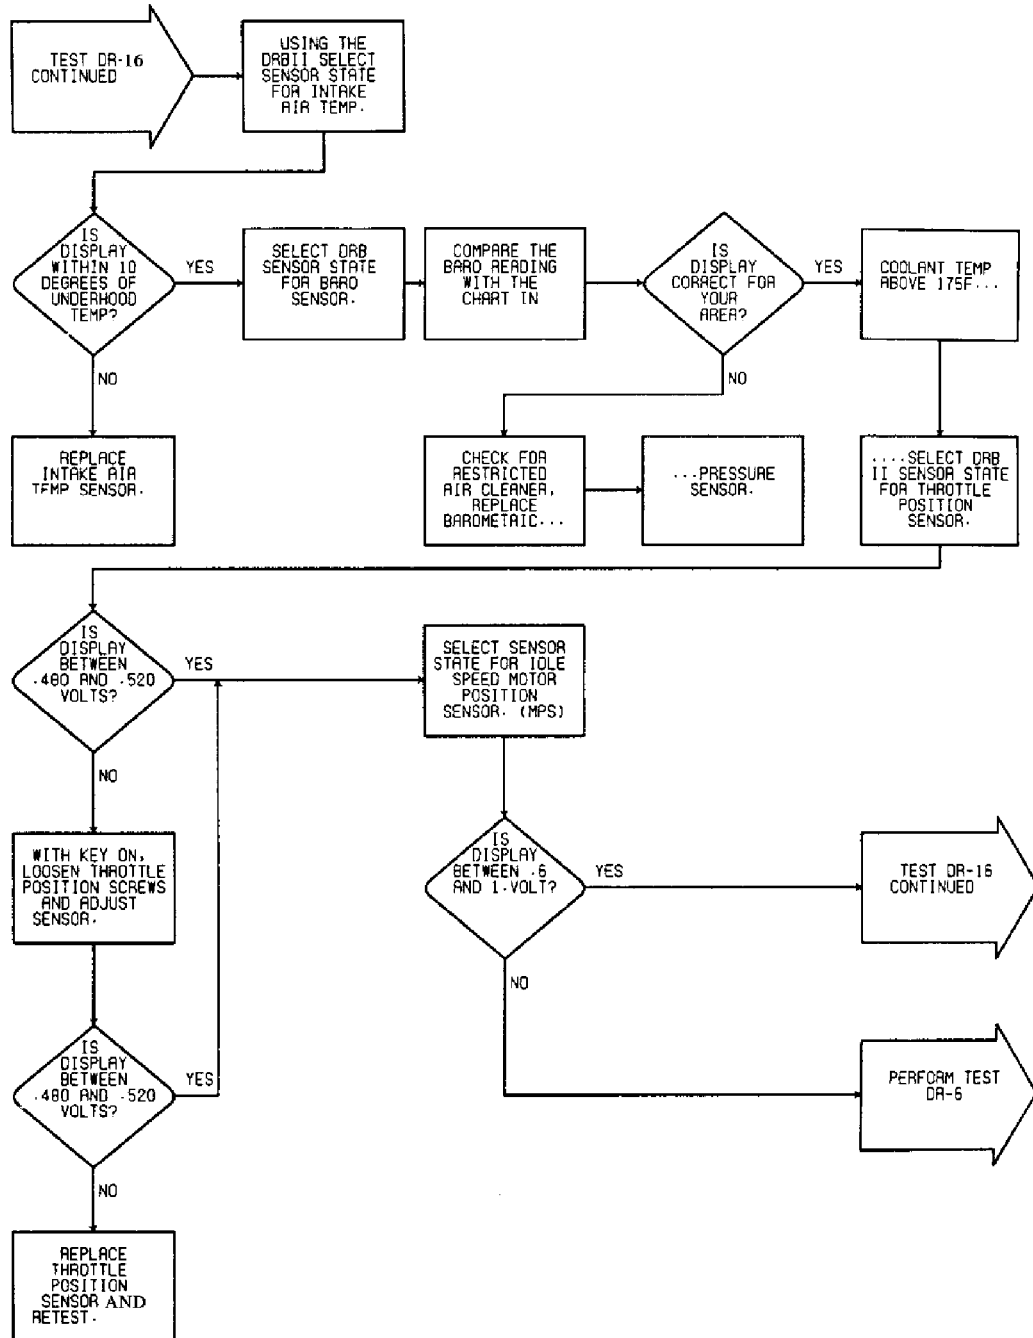 TEST DR-16
CONTINUED
USING THE
DRBII SELECT
SENSOR STATE
FOR INTAKE
AIR TEMP.
IS
DISPLAY
WITHIN 10
DEGREES OF
UNDERHOOD
TEMP?
YES
SELECT DRB
SENSOR STATE
FOR BARO
SENSOR.
COMPARE THE
BARO READING
WITH THE
CHART IN
IS
DISPLAY
CORRECT FOR
YOUR
AREA?
YES
COOLANT TEMP
ABOVE 175F...
NO
NO
REPLACE
INTAKE AIR
TEMP SENSOR.
CHECK FOR
RESTRICTED
AIR CLEANER,
REPLACE
BAROMETRIC...
...PRESSURE
SENSOR.
....SELECT DRB
II SENSOR STATE
FOR THROTTLE
POSITION
SENSOR.
IS
DISPLAY
BETWEEN
.480 AND .520
VOLTS?
YES
SELECT SENSOR
STATE FOR IDLE
SPEED MOTOR
POSITION
SENSOR. (MPS)
NO
WITH KEY ON,
LOOSEN THROTTLE
POSITION SCREWS
AND ADJUST
SENSOR.
IS
DISPLAY
BETWEEN .6
AND 1.VOLT?
YES
TEST DR-16
CONTINUED
NO
IS
DISPLAY
BETWEEN
.480 AND .520
VOLTS?
YES
PERFORM TEST
DR-6
NO
REPLACE
THROTTLE
POSITION
SENSOR AND
RETEST.